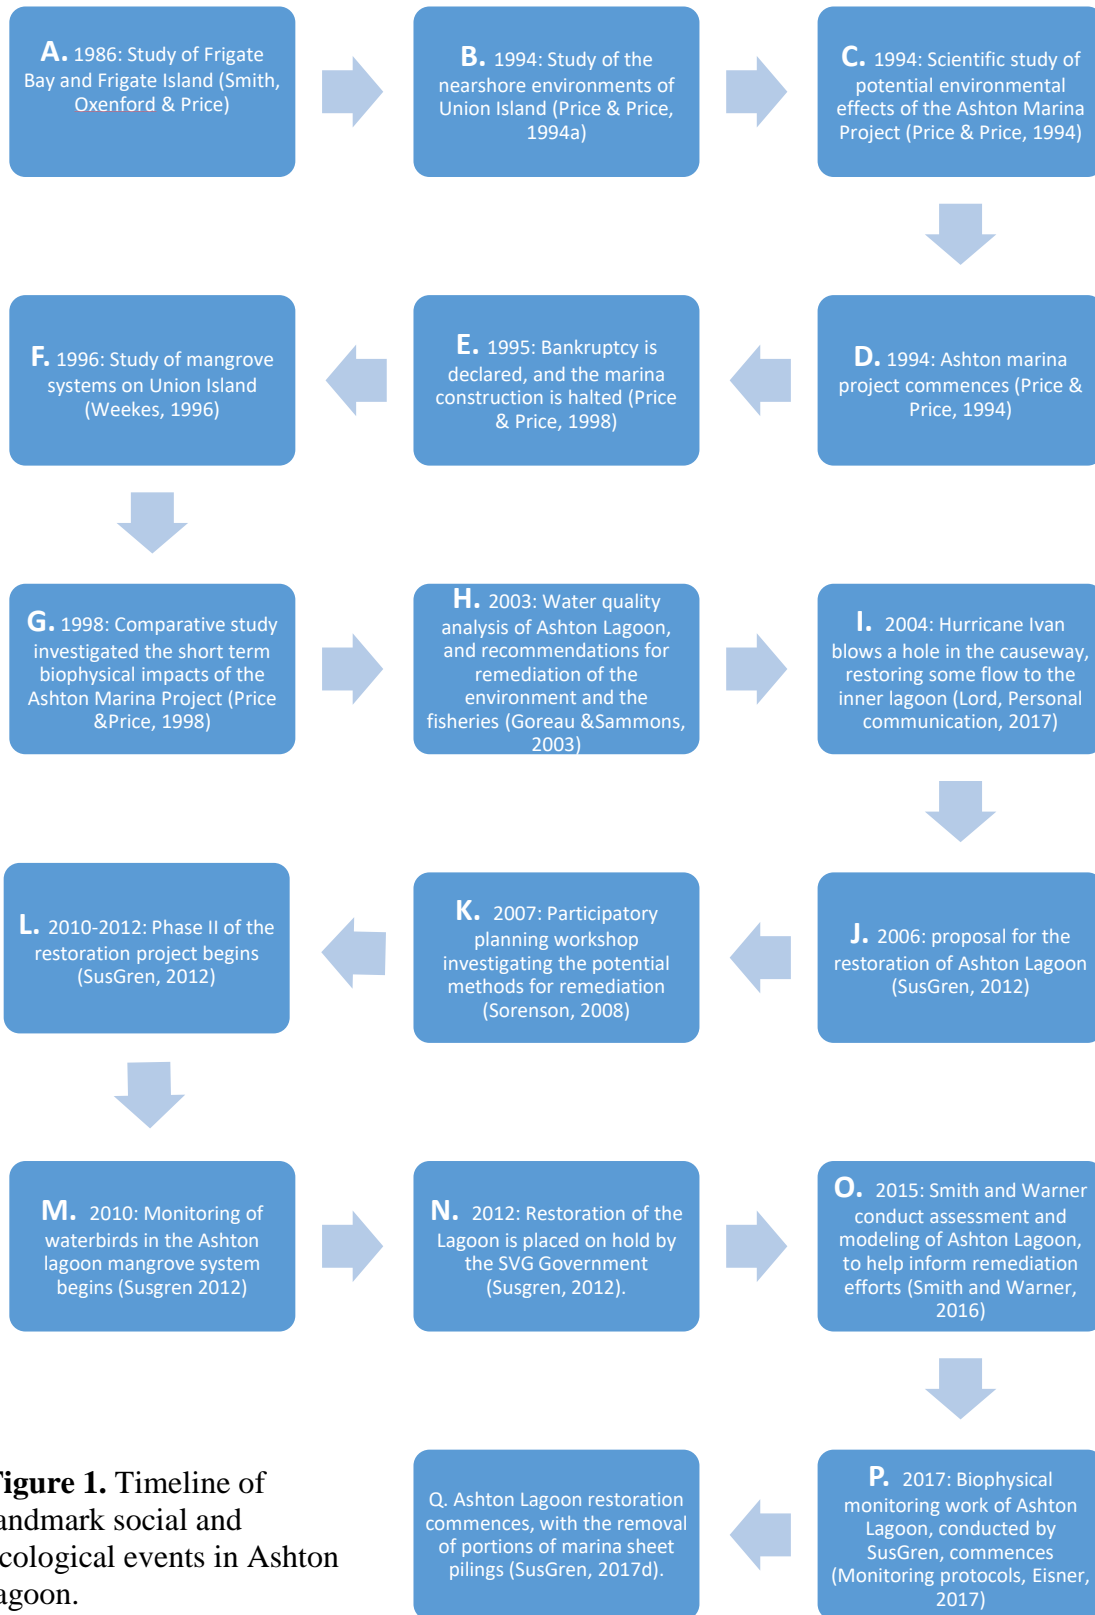 A. 1986: Study of Frigate
Bay and Frigate Island (Smith,
Oxenford & Price)
B. 1994: Study of the
nearshore environments of
Union Island (Price & Price,
1994a)
C. 1994: Scientific study of
potential environmental
effects of the Ashton Marina
Project (Price & Price, 1994)
D. 1994: Ashton marina
project commences (Price &
Price, 1994)
E. 1995: Bankruptcy is
declared, and the marina
construction is halted (Price
& Price, 1998)
F. 1996: Study of mangrove
systems on Union Island
(Weekes, 1996)
G. 1998: Comparative study
investigated the short term
biophysical impacts of the
Ashton Marina Project (Price
&Price, 1998)
H. 2003: Water quality
analysis of Ashton Lagoon,
and recommendations for
remediation of the
environment and the
fisheries (Goreau &Sammons,
2003)
I. 2004: Hurricane Ivan
blows a hole in the causeway,
restoring some flow to the
inner lagoon (Lord, Personal
communication, 2017)
J. 2006: proposal for the
restoration of Ashton Lagoon
(SusGren, 2012)
K. 2007: Participatory
planning workshop
investigating the potential
methods for remediation
(Sorenson, 2008)
L. 2010-2012: Phase II of the
restoration project begins
(SusGren, 2012)
M. 2010: Monitoring of
waterbirds in the Ashton
lagoon mangrove system
begins (Susgren 2012)
N. 2012: Restoration of the
Lagoon is placed on hold by
the SVG Government
(Susgren, 2012).
O. 2015: Smith and Warner
conduct assessment and
modeling of Ashton Lagoon,
to help inform remediation
efforts (Smith and Warner,
2016)
P. 2017: Biophysical
monitoring work of Ashton
Lagoon, conducted by
SusGren, commences
(Monitoring protocols, Eisner,
2017)
Q. Ashton Lagoon restoration
commences, with the removal
of portions of marina sheet
pilings (SusGren, 2017d).
Figure 1. Timeline of
andmark social and
cological events in Ashton
agoon.